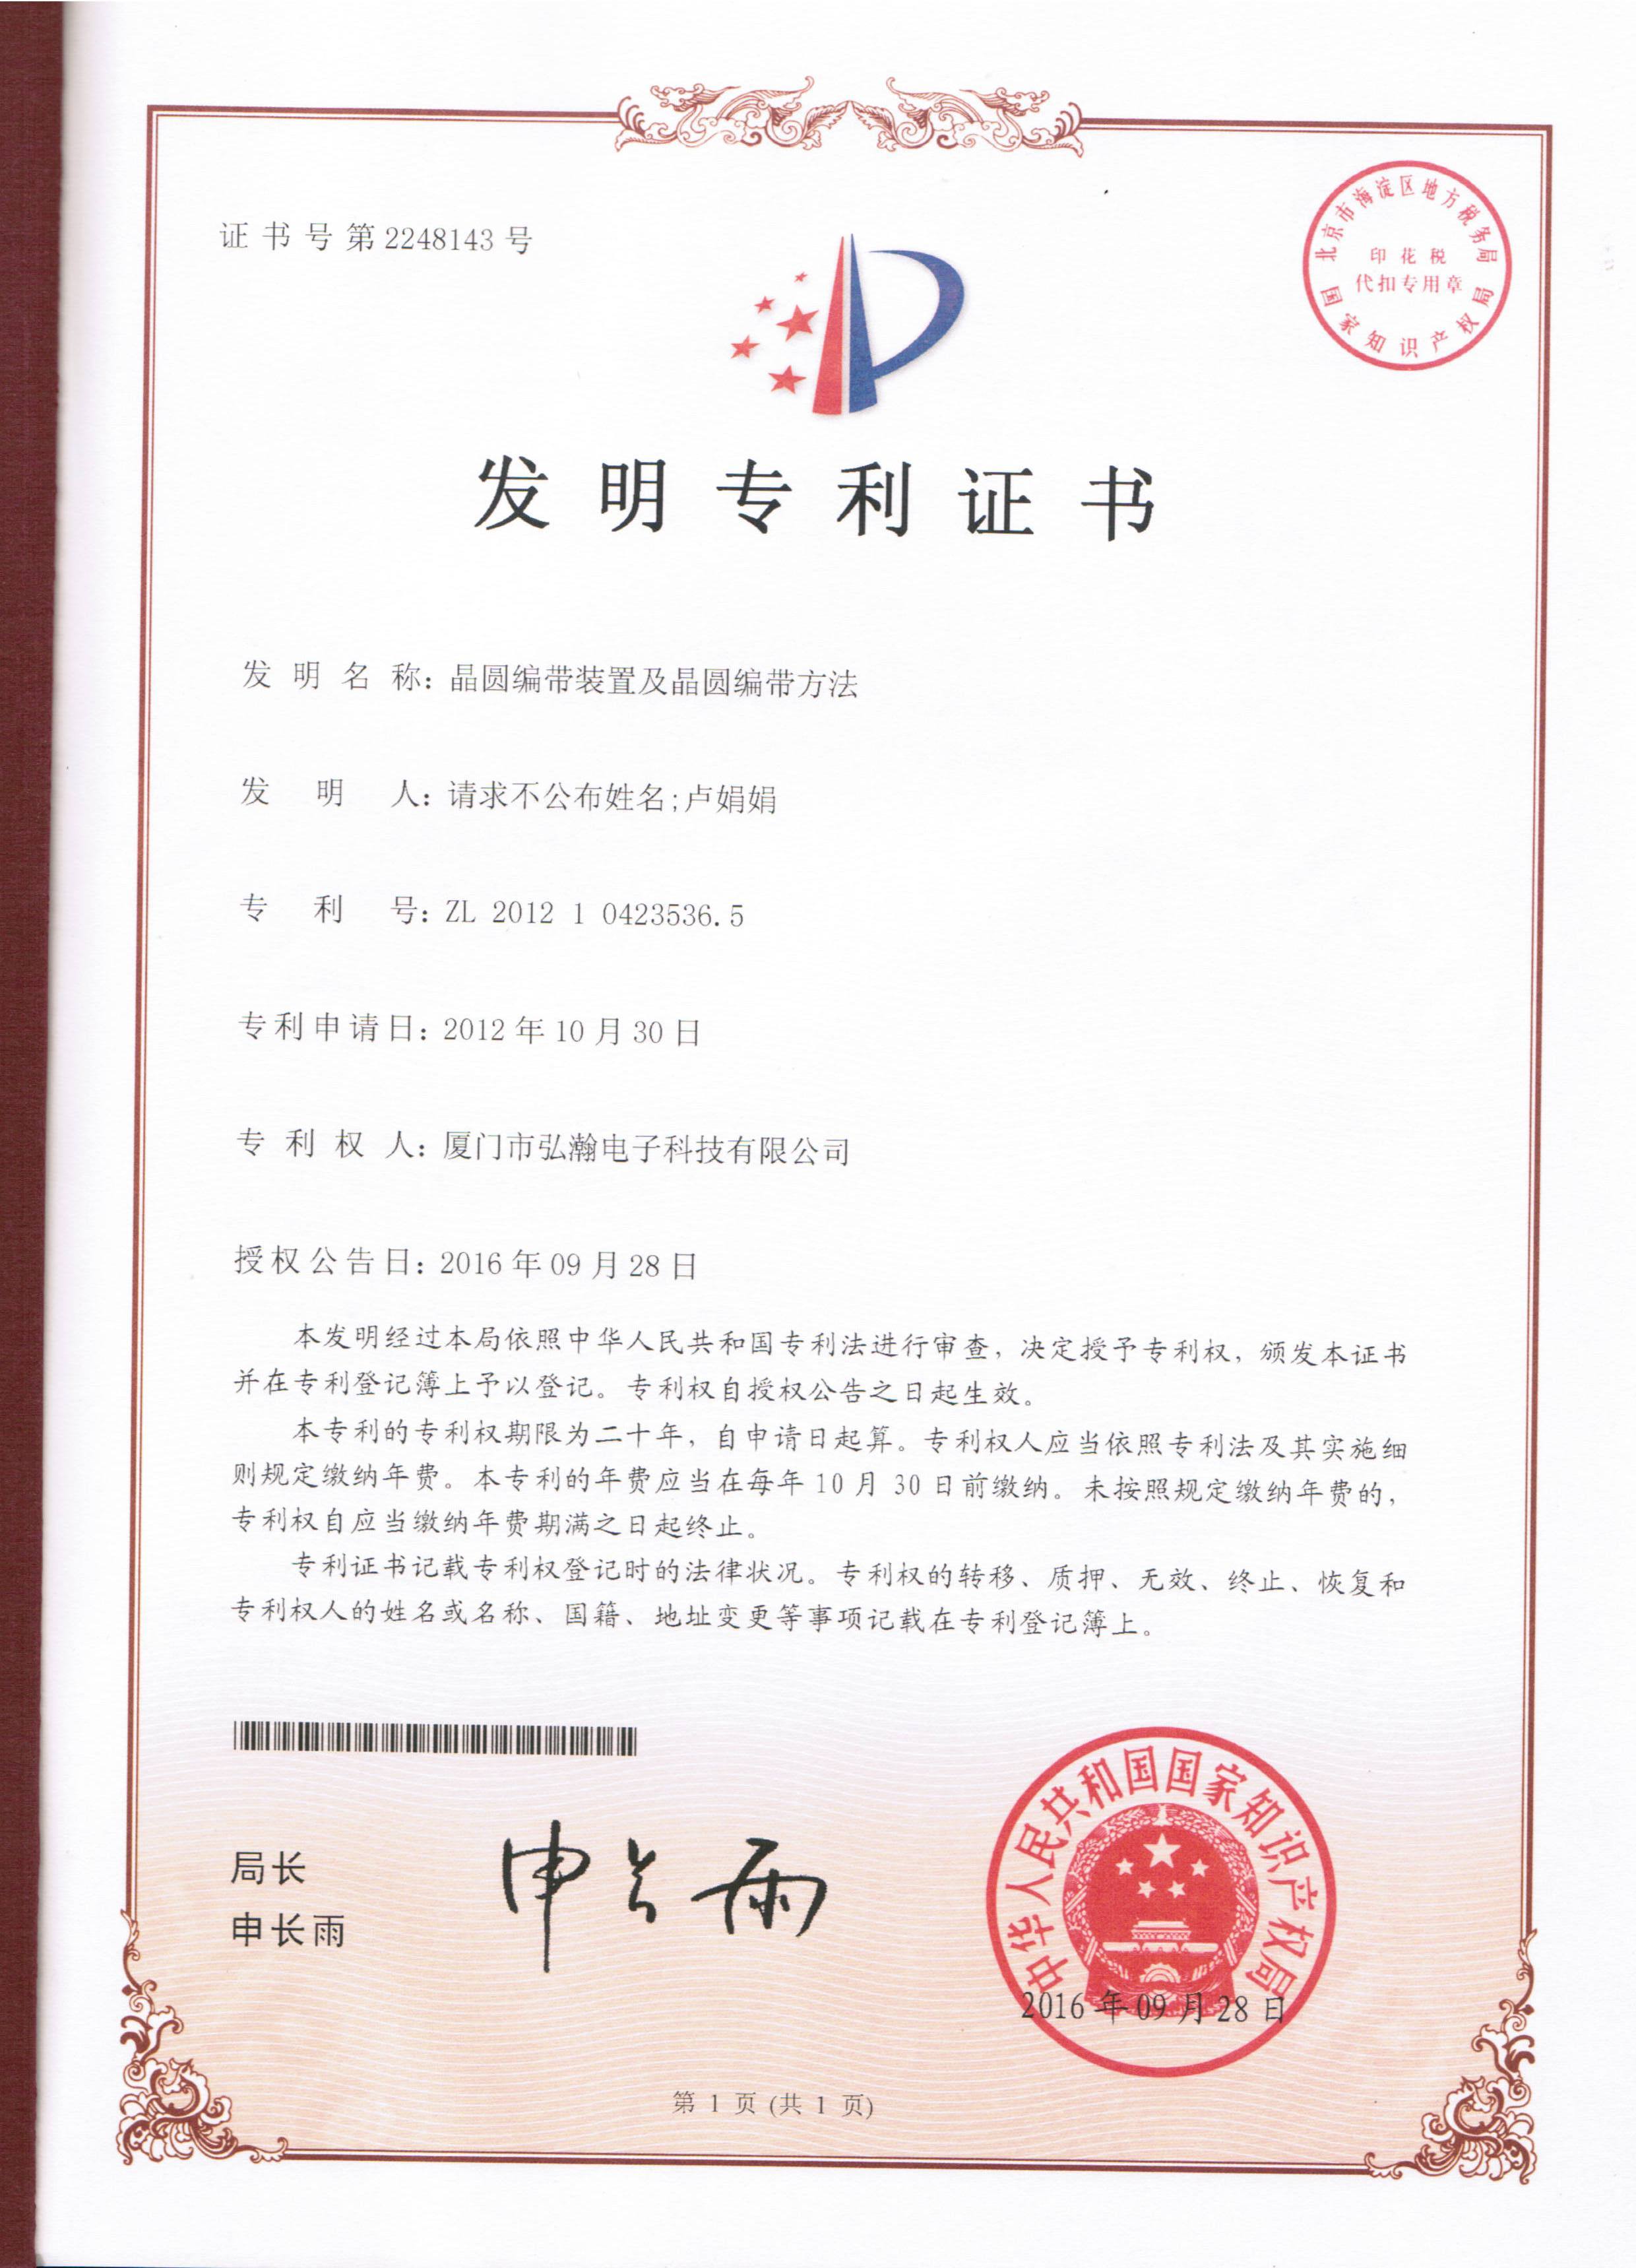 证书号第2248143号
北京市海淀区地方税务局
印花税
代扣专用章
国家知识产权局
发明专利证书
发明名称：晶圆编带装置及晶圆编带方法
发明人：请求不公布姓名;卢娟娟
专利号：ZL 2012 1 0423536.5
专利申请日：2012年10月30日
专利权人：厦门市弘瀚电子科技有限公司
授权公告日：2016年09月28日
本发明经过本局依照中华人民共和国专利法进行审查，决定授予专利权，颁发本证书
并在专利登记簿上予以登记。专利权自授权公告之日起生效。
本专利的专利权期限为二十年，自申请日起算。专利权人应当依照专利法及其实施细
则规定缴纳年费。本专利的年费应当在每年10月30日前缴纳。未按照规定缴纳年费的，
专利权自应当缴纳年费期满之日起终止。
专利证书记载专利权登记时的法律状况。专利权的转移、质押、无效、终止、恢复和
专利权人的姓名或名称、国籍、地址变更等事项记载在专利登记簿上。
局长
申长雨
申长雨
中华人民共和国国家知识产权局
2016年09月28日
第1页(共1页)